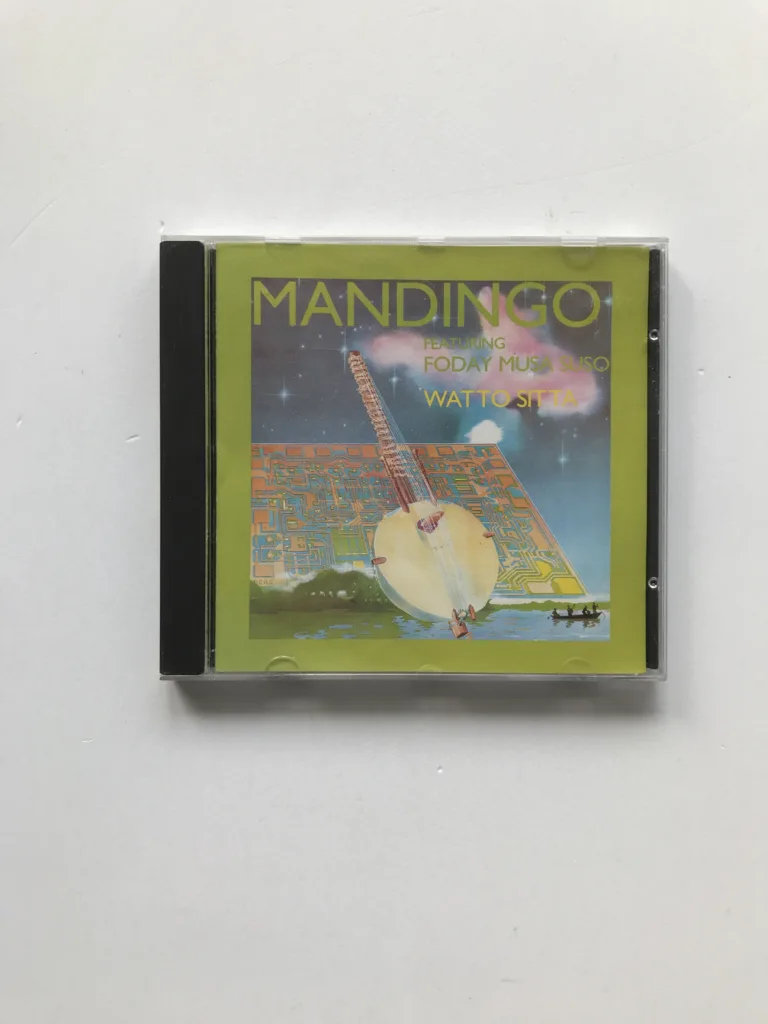 MANDINGO
FEATURING
FODAY MUSA SUSO
WATTO SITTA